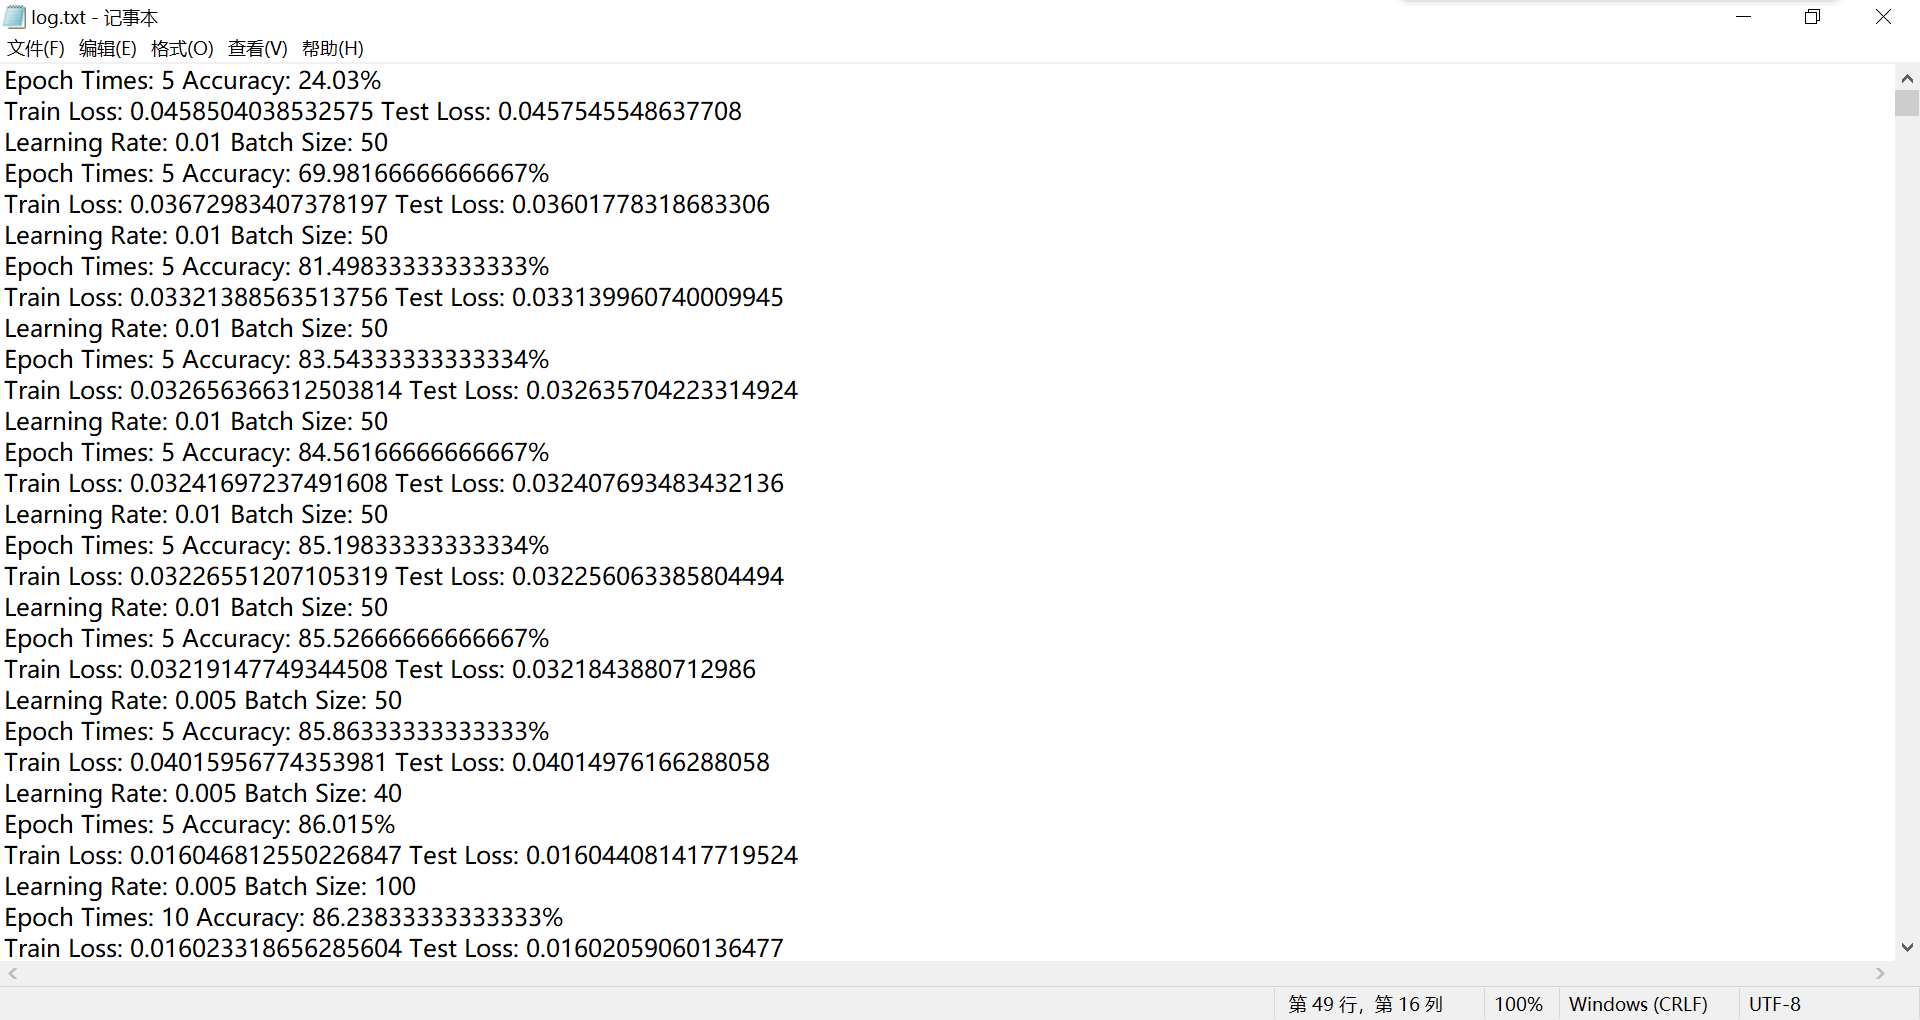 log.txt - 记事本
文件(F) 编辑(E) 格式(O) 查看(V) 帮助(H)
Epoch Times: 5 Accuracy: 24.03%
Train Loss: 0.0458504038532575 Test Loss: 0.0457545548637708
Learning Rate: 0.01 Batch Size: 50
Epoch Times: 5 Accuracy: 69.98166666666667%
Train Loss: 0.03672983407378197 Test Loss: 0.03601778318683306
Learning Rate: 0.01 Batch Size: 50
Epoch Times: 5 Accuracy: 81.49833333333333%
Train Loss: 0.03321388563513756 Test Loss: 0.033139960740009945
Learning Rate: 0.01 Batch Size: 50
Epoch Times: 5 Accuracy: 83.54333333333334%
Train Loss: 0.032656366312503814 Test Loss: 0.032635704223314924
Learning Rate: 0.01 Batch Size: 50
Epoch Times: 5 Accuracy: 84.56166666666667%
Train Loss: 0.03241697237491608 Test Loss: 0.032407693483432136
Learning Rate: 0.01 Batch Size: 50
Epoch Times: 5 Accuracy: 85.19833333333334%
Train Loss: 0.03226551207105319 Test Loss: 0.032256063385804494
Learning Rate: 0.01 Batch Size: 50
Epoch Times: 5 Accuracy: 85.52666666666667%
Train Loss: 0.03219147749344508 Test Loss: 0.0321843880712986
Learning Rate: 0.005 Batch Size: 50
Epoch Times: 5 Accuracy: 85.86333333333333%
Train Loss: 0.04015956774353981 Test Loss: 0.04014976166288058
Learning Rate: 0.005 Batch Size: 40
Epoch Times: 5 Accuracy: 86.015%
Train Loss: 0.016046812550226847 Test Loss: 0.016044081417719524
Learning Rate: 0.005 Batch Size: 100
Epoch Times: 10 Accuracy: 86.23833333333333%
Train Loss: 0.016023318656285604 Test Loss: 0.01602059060136477
第 49 行，第 16 列 100% Windows (CRLF) UTF-8